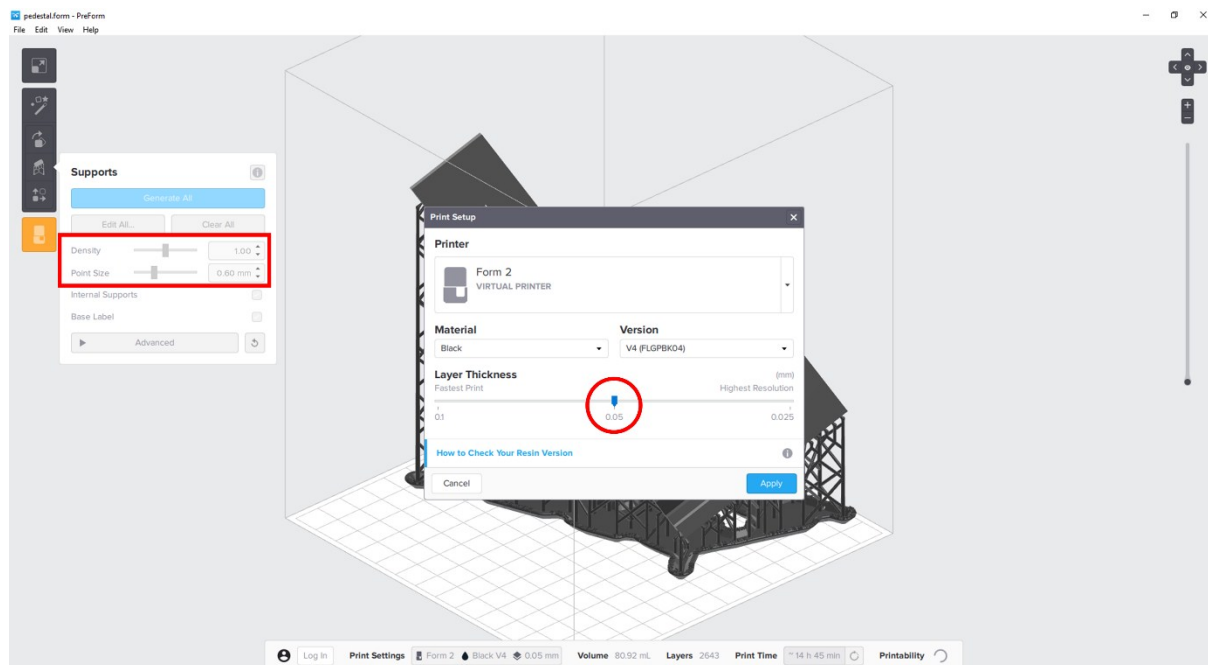 pedestal.form - PreForm
File Edit View Help
Supports
Generate All
Edit All...
Clear All
Density 1.00
Point Size 0.60 mm
Internal Supports
Base Label
Advanced
Print Setup
Printer
Form 2
VIRTUAL PRINTER
Material Version
Black V4 (FLGPBK04)
Layer Thickness (mm)
Fastest Print Highest Resolution
0.1 0.05 0.025
How to Check Your Resin Version
Cancel Apply
Log In Print Settings Form 2 Black V4 0.05 mm Volume 80.92 mL Layers 2643 Print Time ~14 h 45 min Printability